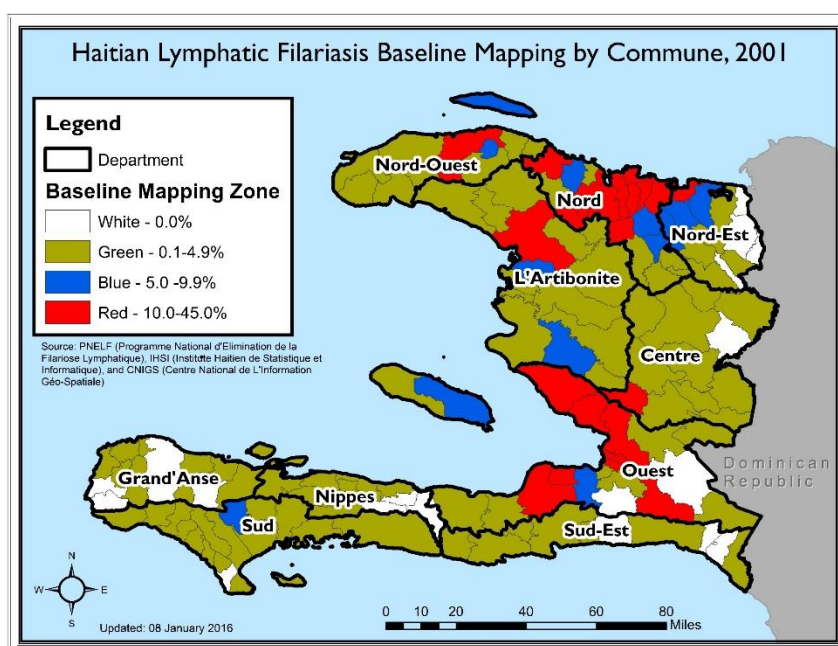 Haitian Lymphatic Filariasis Baseline Mapping by Commune, 2001
Legend
Department
Baseline Mapping Zone
White - 0.0%
Green - 0.1-4.9%
Blue - 5.0 -9.9%
Red - 10.0-45.0%
Source: PNELF (Programme National d'Elimination de la
Filariose Lymphatique), IHSI (Institute Haitien de Statistique et
Informatique), and CNIGS (Centre National de L'Information
Géo-Spatiale)
Nord-Ouest
Nord
Nord-Est
L'Artibonite
Centre
Ouest
Dominican
Republic
Grand'Anse
Nippes
Sud
Sud-Est
N
W
E
S
Updated: 08 January 2016
0 10 20 40 60 80
Miles